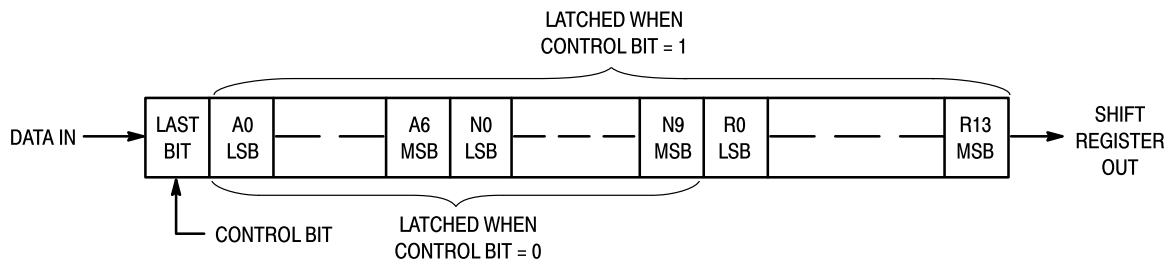 LATCHED WHEN
CONTROL BIT = 1
DATA IN
LAST
BIT
A0
LSB
A6
MSB
N0
LSB
N9
MSB
R0
LSB
R13
MSB
SHIFT
REGISTER
OUT
CONTROL BIT
LATCHED WHEN
CONTROL BIT = 0